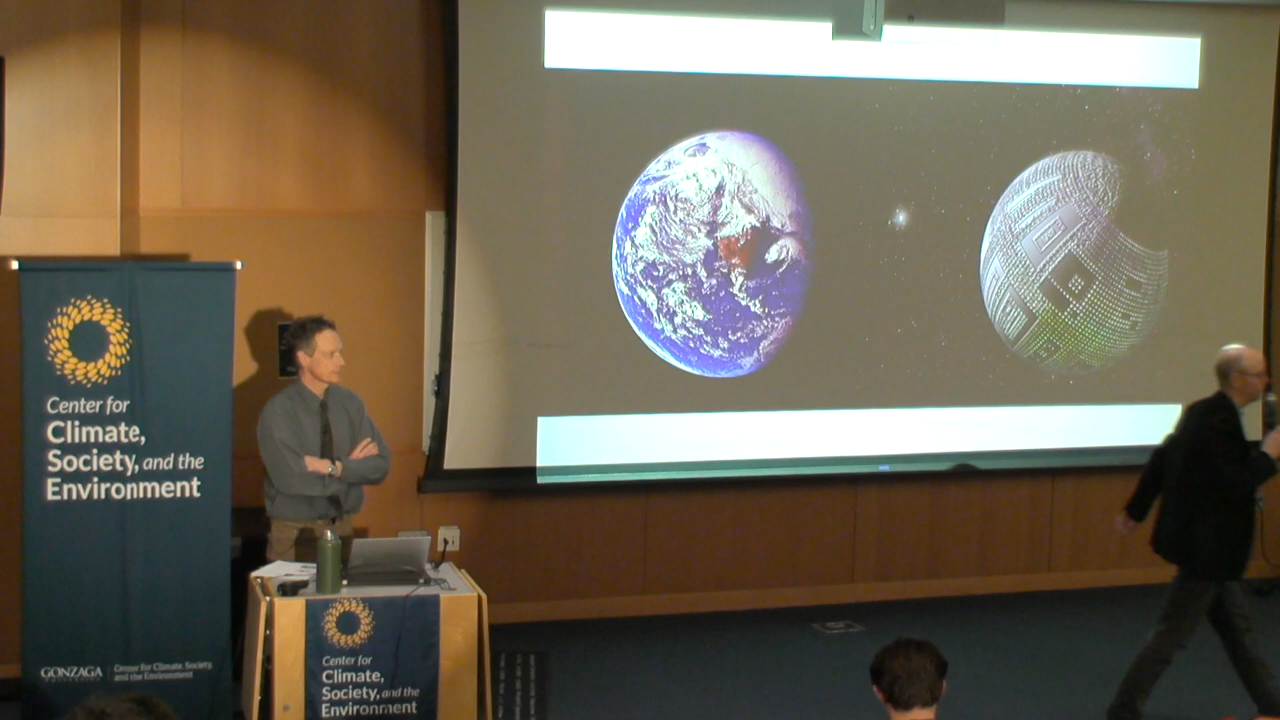 Center for
Climate,
Society, and the
Environment
GONZAGA
Center for Climate, Society,
and the Environment
Center for
Climate,
Society, and the
Environment